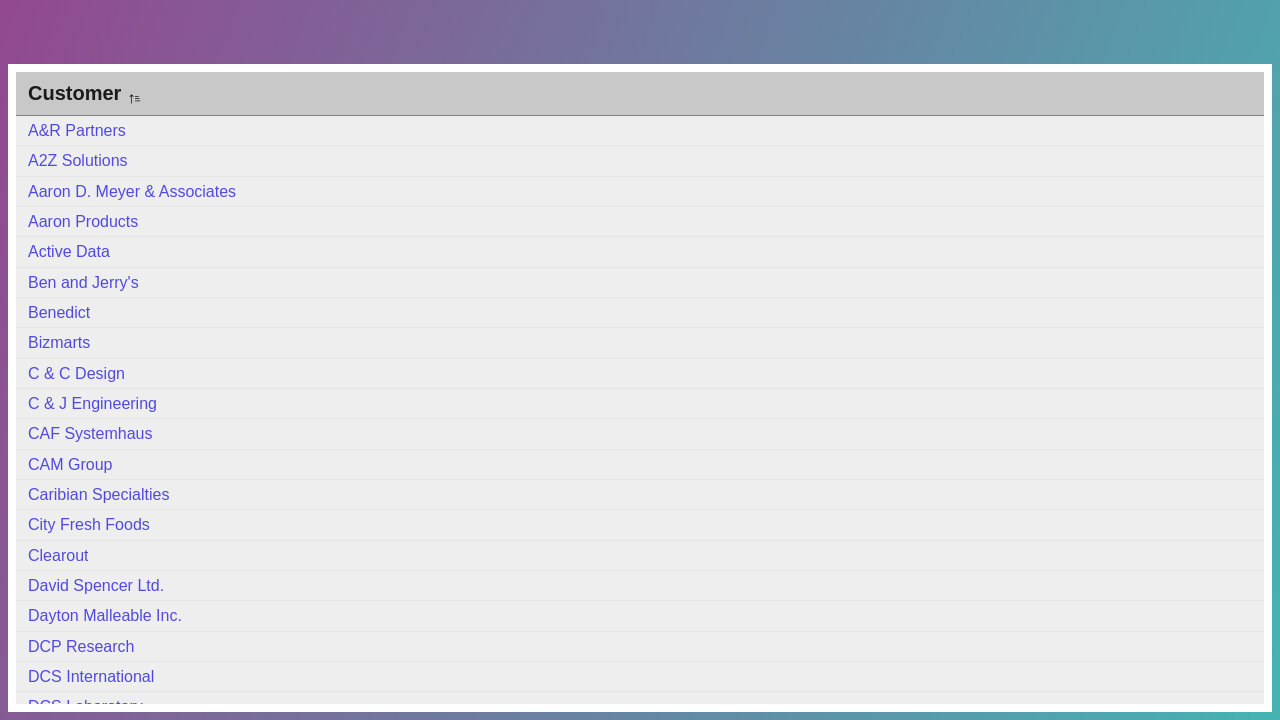 Customer
A&R Partners
A2Z Solutions
Aaron D. Meyer & Associates
Aaron Products
Active Data
Ben and Jerry's
Benedict
Bizmarts
C & C Design
C & J Engineering
CAF Systemhaus
CAM Group
Caribian Specialties
City Fresh Foods
Clearout
David Spencer Ltd.
Dayton Malleable Inc.
DCP Research
DCS International
DCS Laboratory